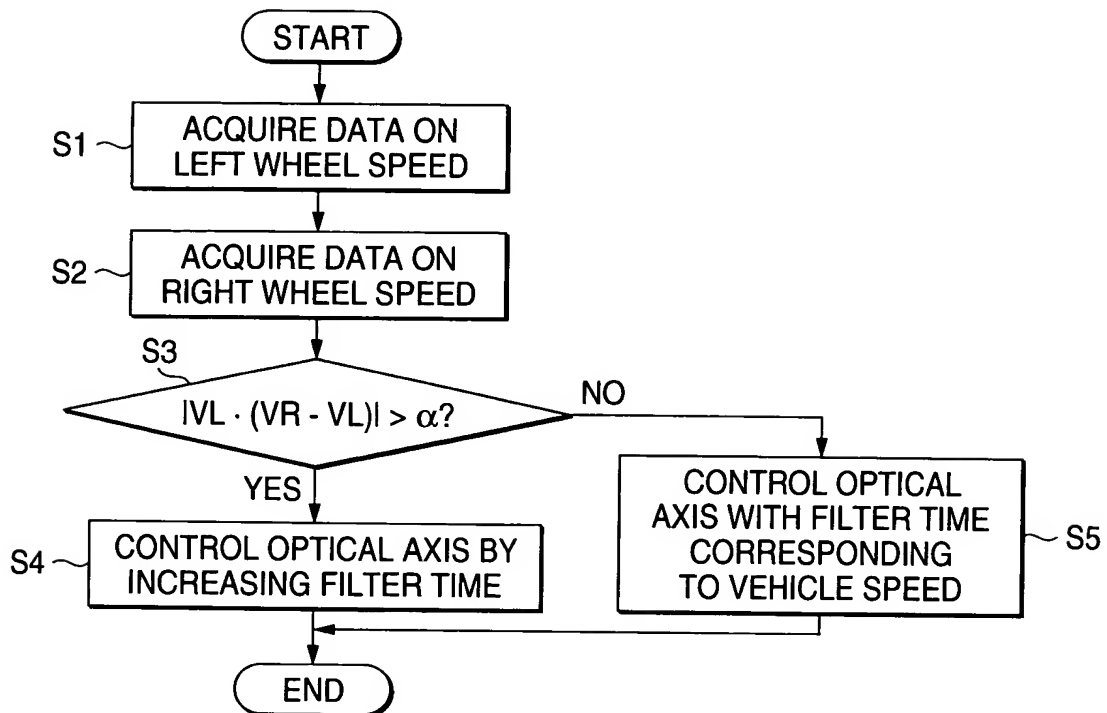 START
S1
ACQUIRE DATA ON
LEFT WHEEL SPEED
S2
ACQUIRE DATA ON
RIGHT WHEEL SPEED
S3
|VL · (VR - VL)| > α?
NO
YES
S4
CONTROL OPTICAL AXIS BY
INCREASING FILTER TIME
CONTROL OPTICAL
AXIS WITH FILTER TIME
CORRESPONDING
TO VEHICLE SPEED
S5
END